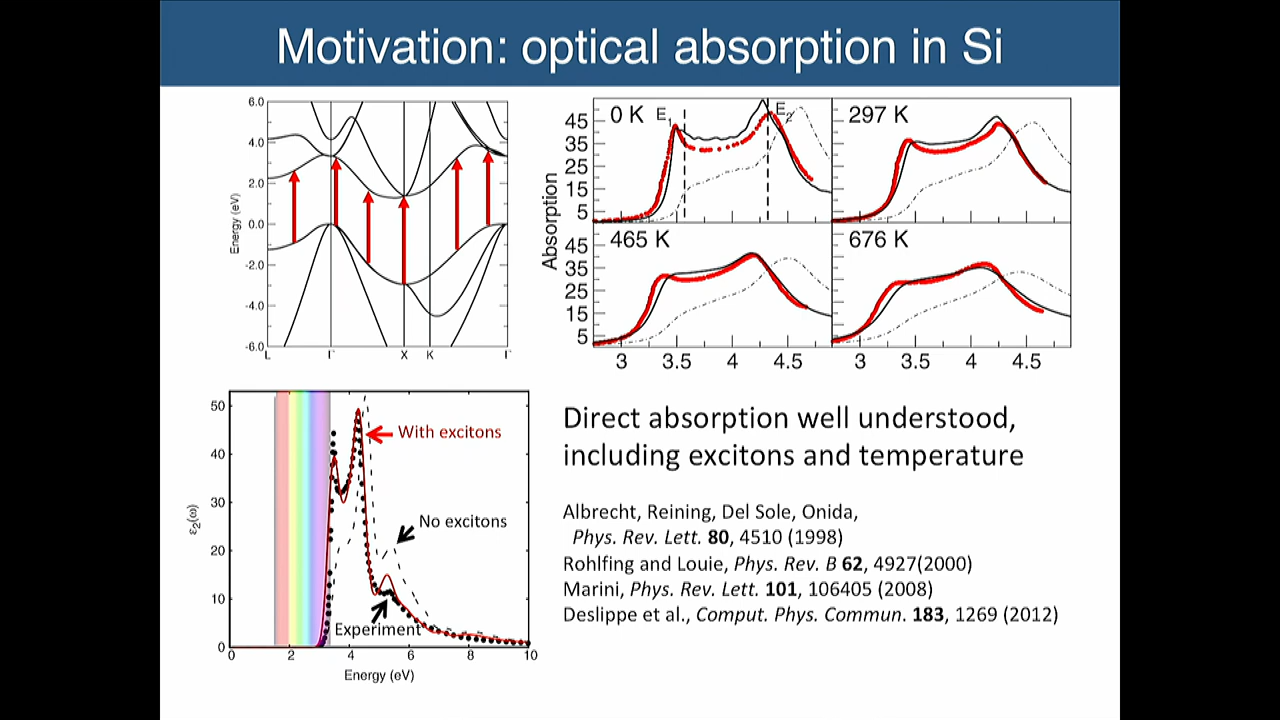 Motivation: optical absorption in Si
6.0
4.0
2.0
0.0
-2.0
-4.0
-6.0
Energy (eV)
L Γ X K Γ
Absorption
0 K E1 E2
297 K
45
35
25
15
5
465 K
676 K
45
35
25
15
5
3 3.5 4 4.5
3 3.5 4 4.5
50
40
30
20
10
0
ε2(ω)
With excitons
No excitons
Experiment
0 2 4 6 8 10
Energy (eV)
Direct absorption well understood,
including excitons and temperature
Albrecht, Reining, Del Sole, Onida,
Phys. Rev. Lett. 80, 4510 (1998)
Rohlfing and Louie, Phys. Rev. B 62, 4927(2000)
Marini, Phys. Rev. Lett. 101, 106405 (2008)
Deslippe et al., Comput. Phys. Commun. 183, 1269 (2012)